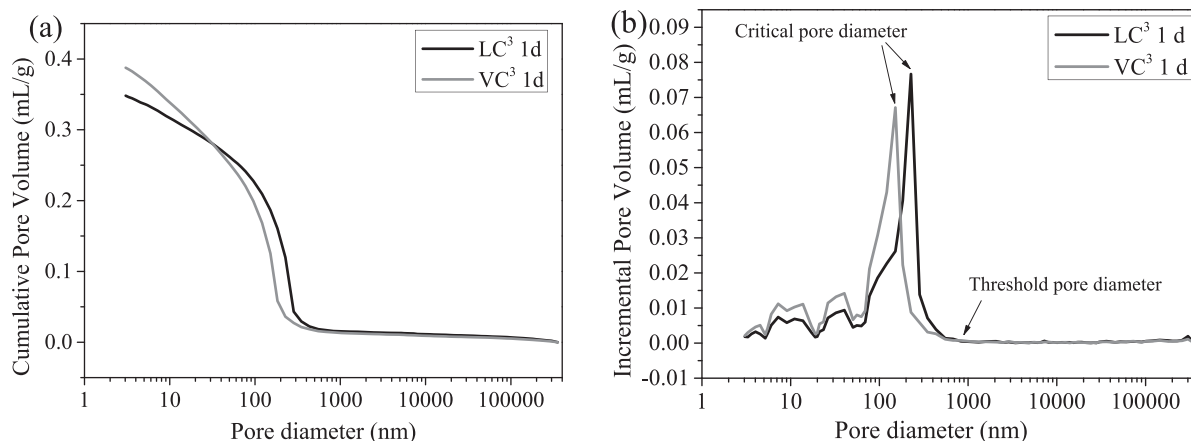 (a)
LC³ 1d
VC³ 1d
Cumulative Pore Volume (mL/g)
0.4
0.3
0.2
0.1
0.0
1
10
100
1000
10000
100000
Pore diameter (nm)
(b)
Critical pore diameter
LC³ 1 d
VC³ 1 d
Threshold pore diameter
Incremental Pore Volume (mL/g)
0.09
0.08
0.07
0.06
0.05
0.04
0.03
0.02
0.01
0.00
-0.01
1
10
100
1000
10000
100000
Pore diameter (nm)